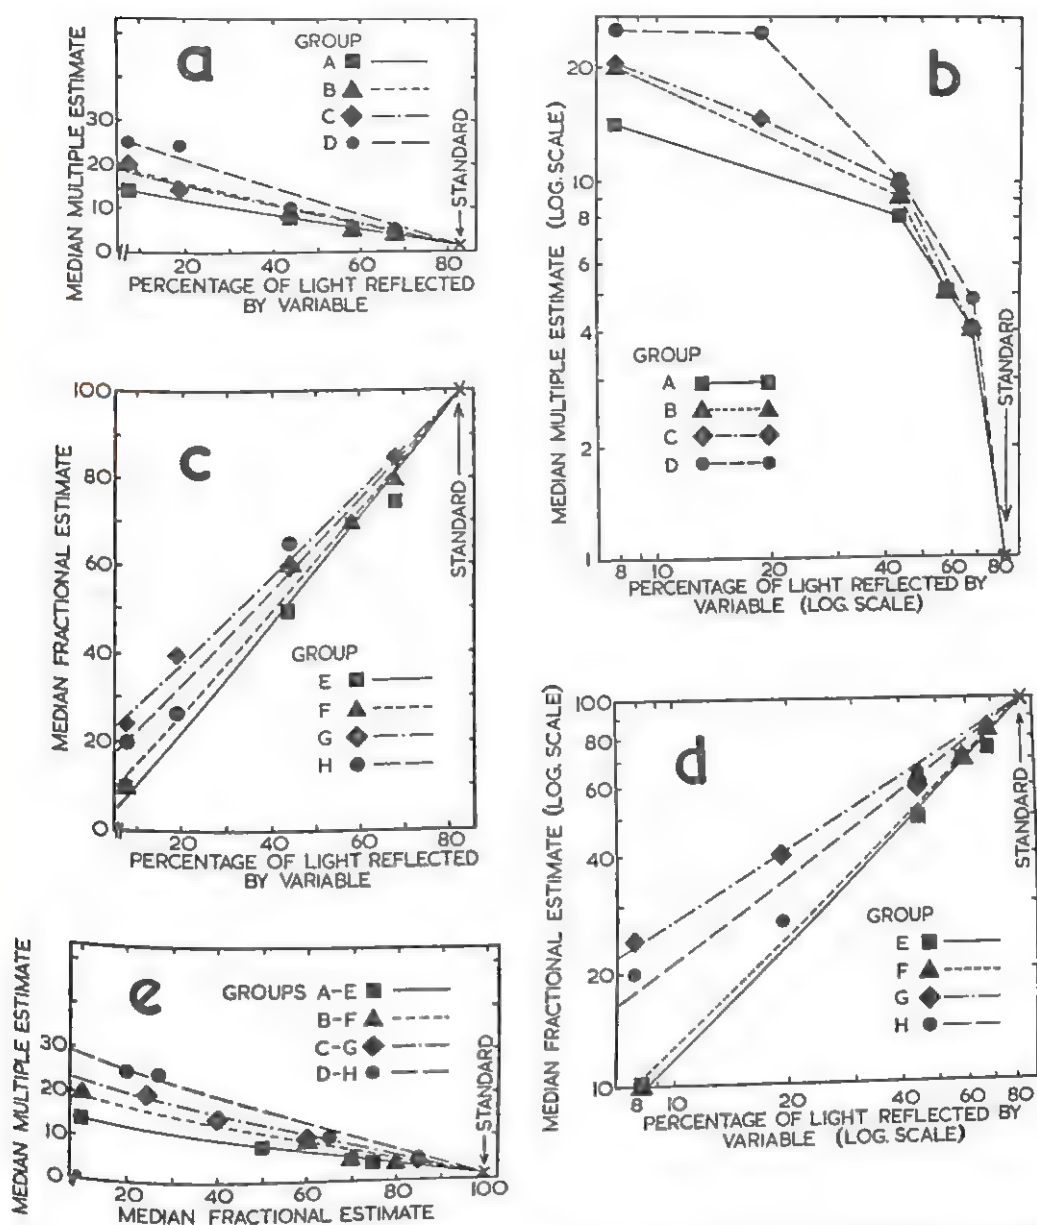 a
GROUP
A
B
C
D
30
20
10
0
20 40 60 80
MEDIAN MULTIPLE ESTIMATE
STANDARD
PERCENTAGE OF LIGHT REFLECTED
BY VARIABLE
b
20
10
8
6
4
2
1
8 10 20 40 60 80
MEDIAN MULTIPLE ESTIMATE (LOG. SCALE)
GROUP
A
B
C
D
STANDARD
PERCENTAGE OF LIGHT REFLECTED BY
VARIABLE (LOG. SCALE)
c
100
80
60
40
20
0
20 40 60 80
MEDIAN FRACTIONAL ESTIMATE
GROUP
E
F
G
H
STANDARD
PERCENTAGE OF LIGHT REFLECTED
BY VARIABLE
d
100
80
60
40
20
10
8 10 20 40 60 80
MEDIAN FRACTIONAL ESTIMATE (LOG. SCALE)
GROUP
E
F
G
H
STANDARD
PERCENTAGE OF LIGHT REFLECTED BY
VARIABLE (LOG. SCALE)
e
GROUPS A-E
B-F
C-G
D-H
30
20
10
0
20 40 60 80 100
MEDIAN MULTIPLE ESTIMATE
STANDARD
MEDIAN FRACTIONAL ESTIMATE